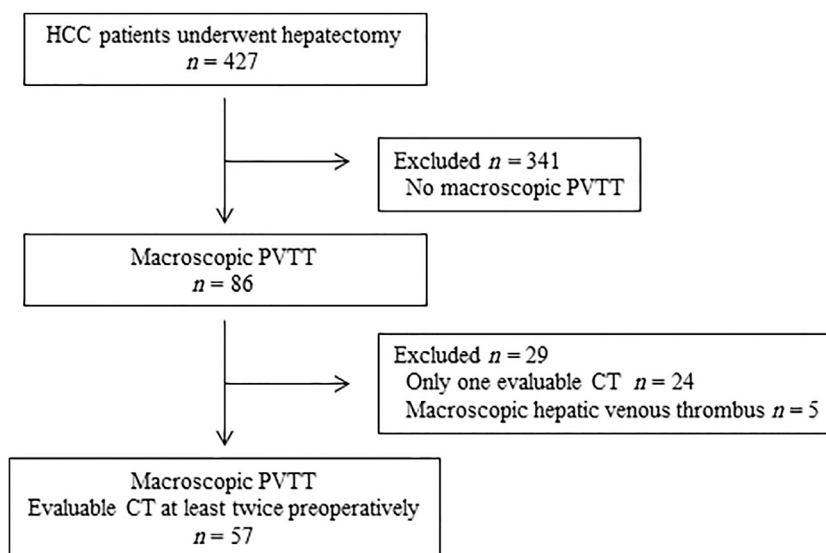 HCC patients underwent hepatectomy
n = 427
Excluded n = 341
No macroscopic PVTT
Macroscopic PVTT
n = 86
Excluded n = 29
Only one evaluable CT n = 24
Macroscopic hepatic venous thrombus n = 5
Macroscopic PVTT
Evaluable CT at least twice preoperatively
n = 57